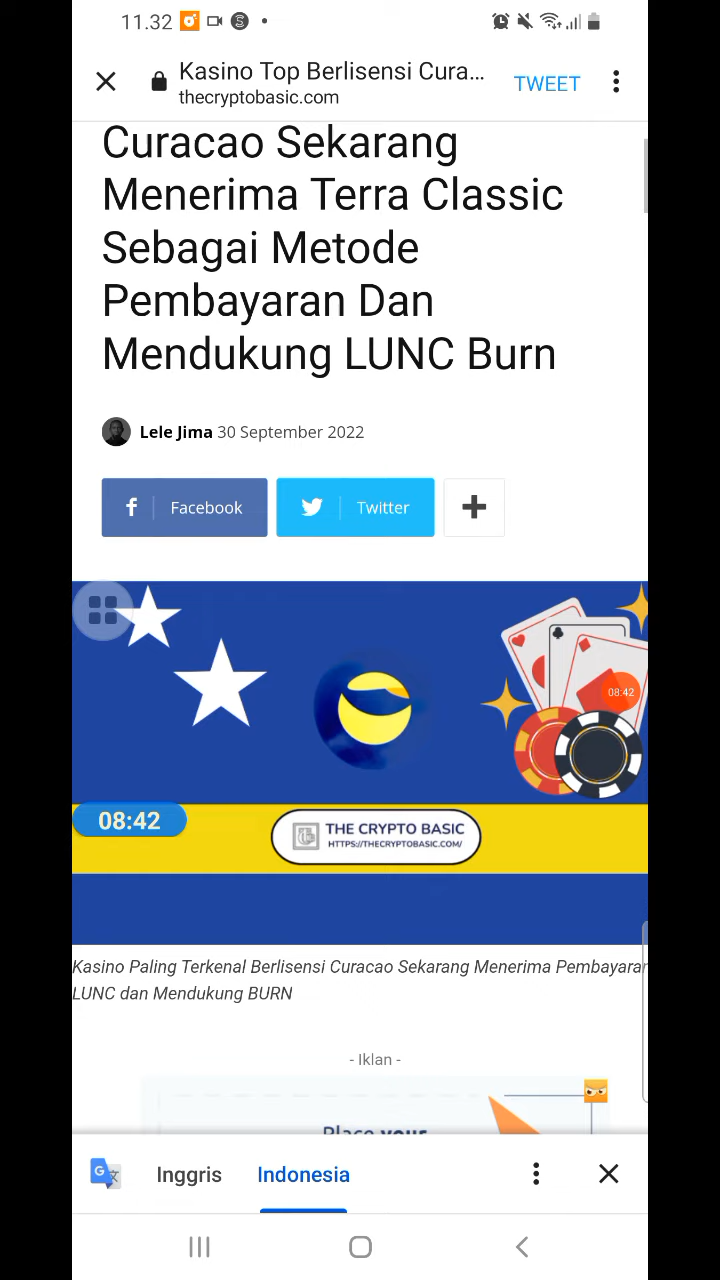 11.32
Kasino Top Berlisensi Cura...
thecryptobasic.com
TWEET
Curacao Sekarang
Menerima Terra Classic
Sebagai Metode
Pembayaran Dan
Mendukung LUNC Burn
Lele Jima 30 September 2022
f Facebook
Twitter
08:42
08:42
THE CRYPTO BASIC
HTTPS://THECRYPTOBASIC.COM/
Kasino Paling Terkenal Berlisensi Curacao Sekarang Menerima Pembayaran
LUNC dan Mendukung BURN
- Iklan -
Place your
G Inggris Indonesia